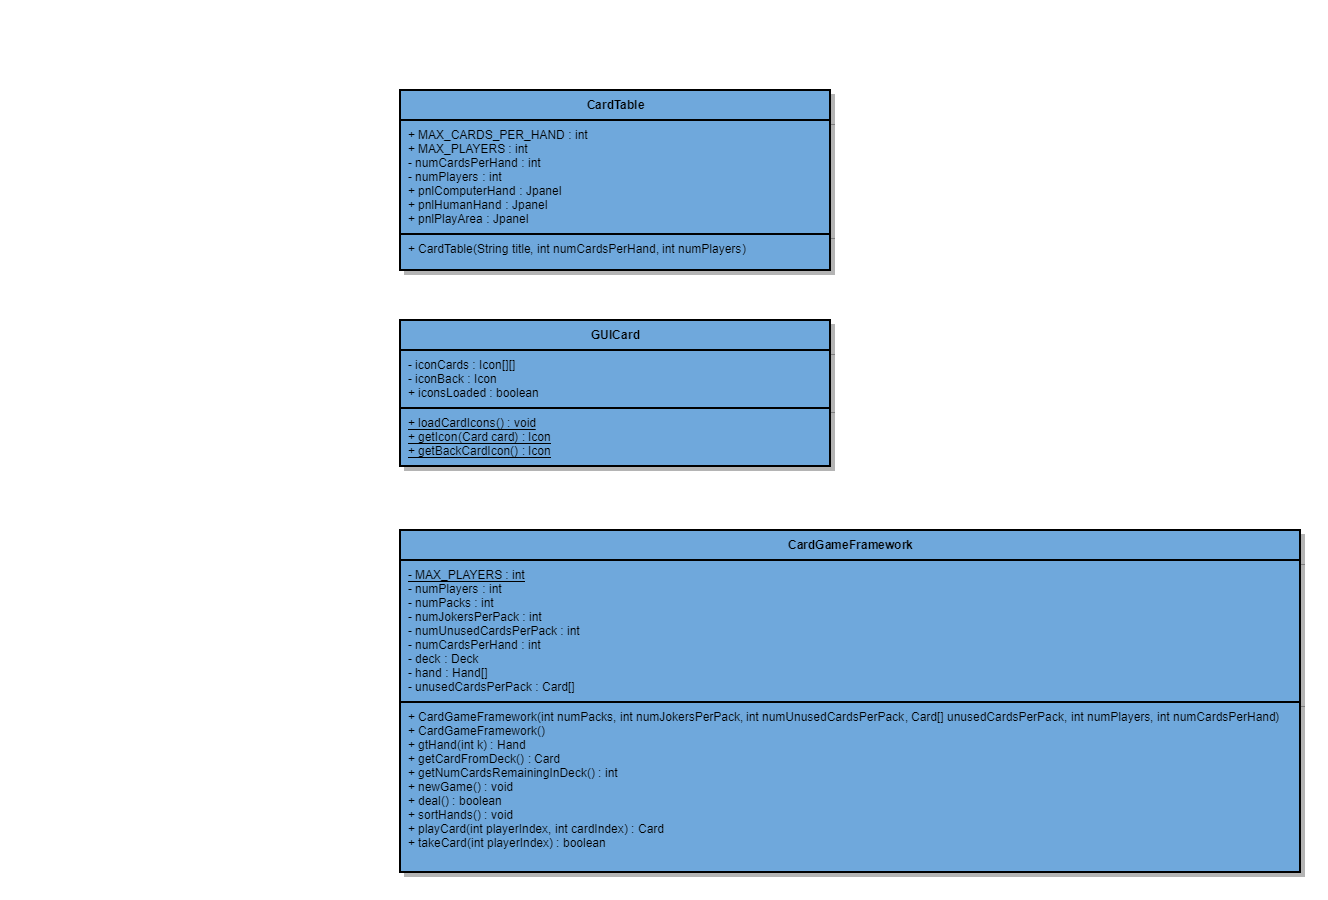 CardTable
+ MAX_CARDS_PER_HAND : int
+ MAX_PLAYERS : int
- numCardsPerHand : int
- numPlayers : int
+ pnlComputerHand : Jpanel
+ pnlHumanHand : Jpanel
+ pnlPlayArea : Jpanel
+ CardTable(String title, int numCardsPerHand, int numPlayers)
GUICard
- iconCards : Icon[][]
- iconBack : Icon
+ iconsLoaded : boolean
+ loadCardIcons() : void
+ getIcon(Card card) : Icon
+ getBackCardIcon() : Icon
CardGameFramework
- MAX_PLAYERS : int
- numPlayers : int
- numPacks : int
- numJokersPerPack : int
- numUnusedCardsPerPack : int
- numCardsPerHand : int
- deck : Deck
- hand : Hand[]
- unusedCardsPerPack : Card[]
+ CardGameFramework(int numPacks, int numJokersPerPack, int numUnusedCardsPerPack, Card[] unusedCardsPerPack, int numPlayers, int numCardsPerHand)
+ CardGameFramework()
+ gtHand(int k) : Hand
+ getCardFromDeck() : Card
+ getNumCardsRemainingInDeck() : int
+ newGame() : void
+ deal() : boolean
+ sortHands() : void
+ playCard(int playerIndex, int cardIndex) : Card
+ takeCard(int playerIndex) : boolean